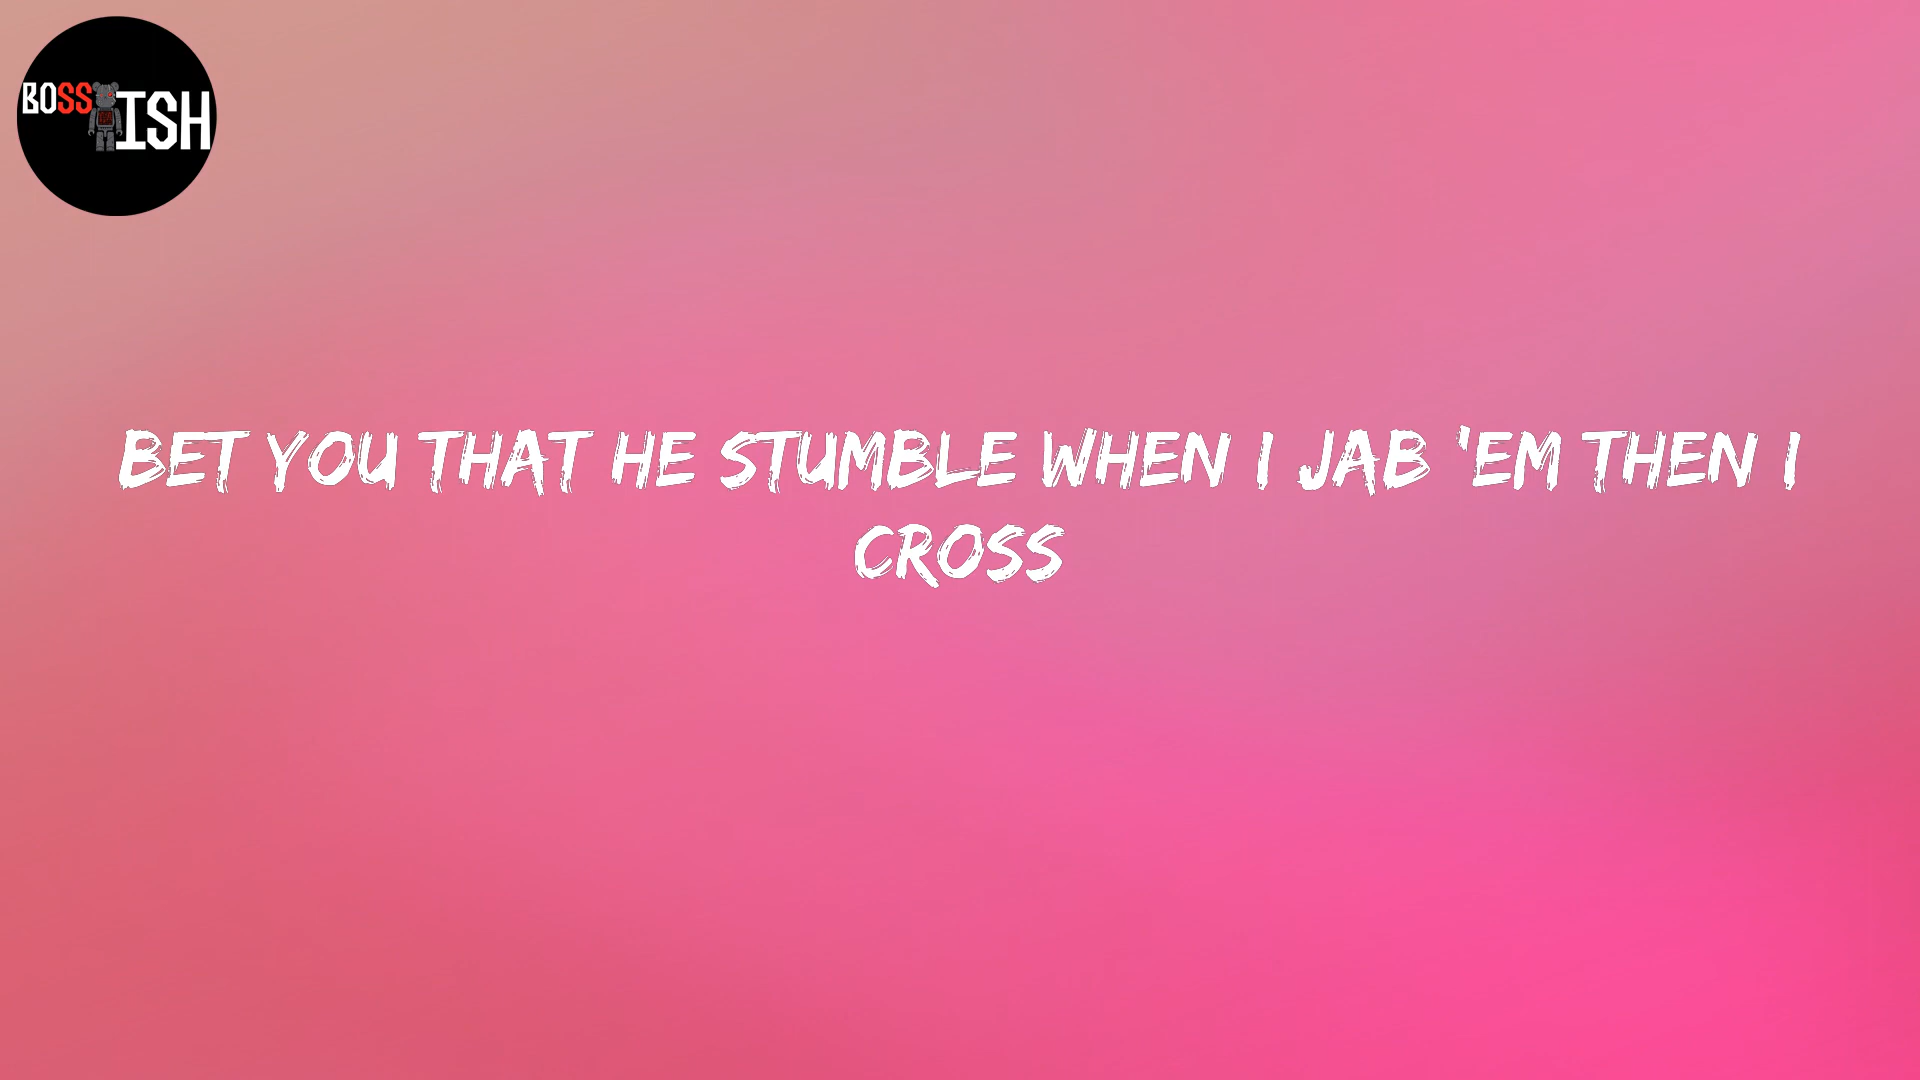 BOSS ISH
BET YOU THAT HE STUMBLE WHEN I JAB 'EM THEN I
CROSS